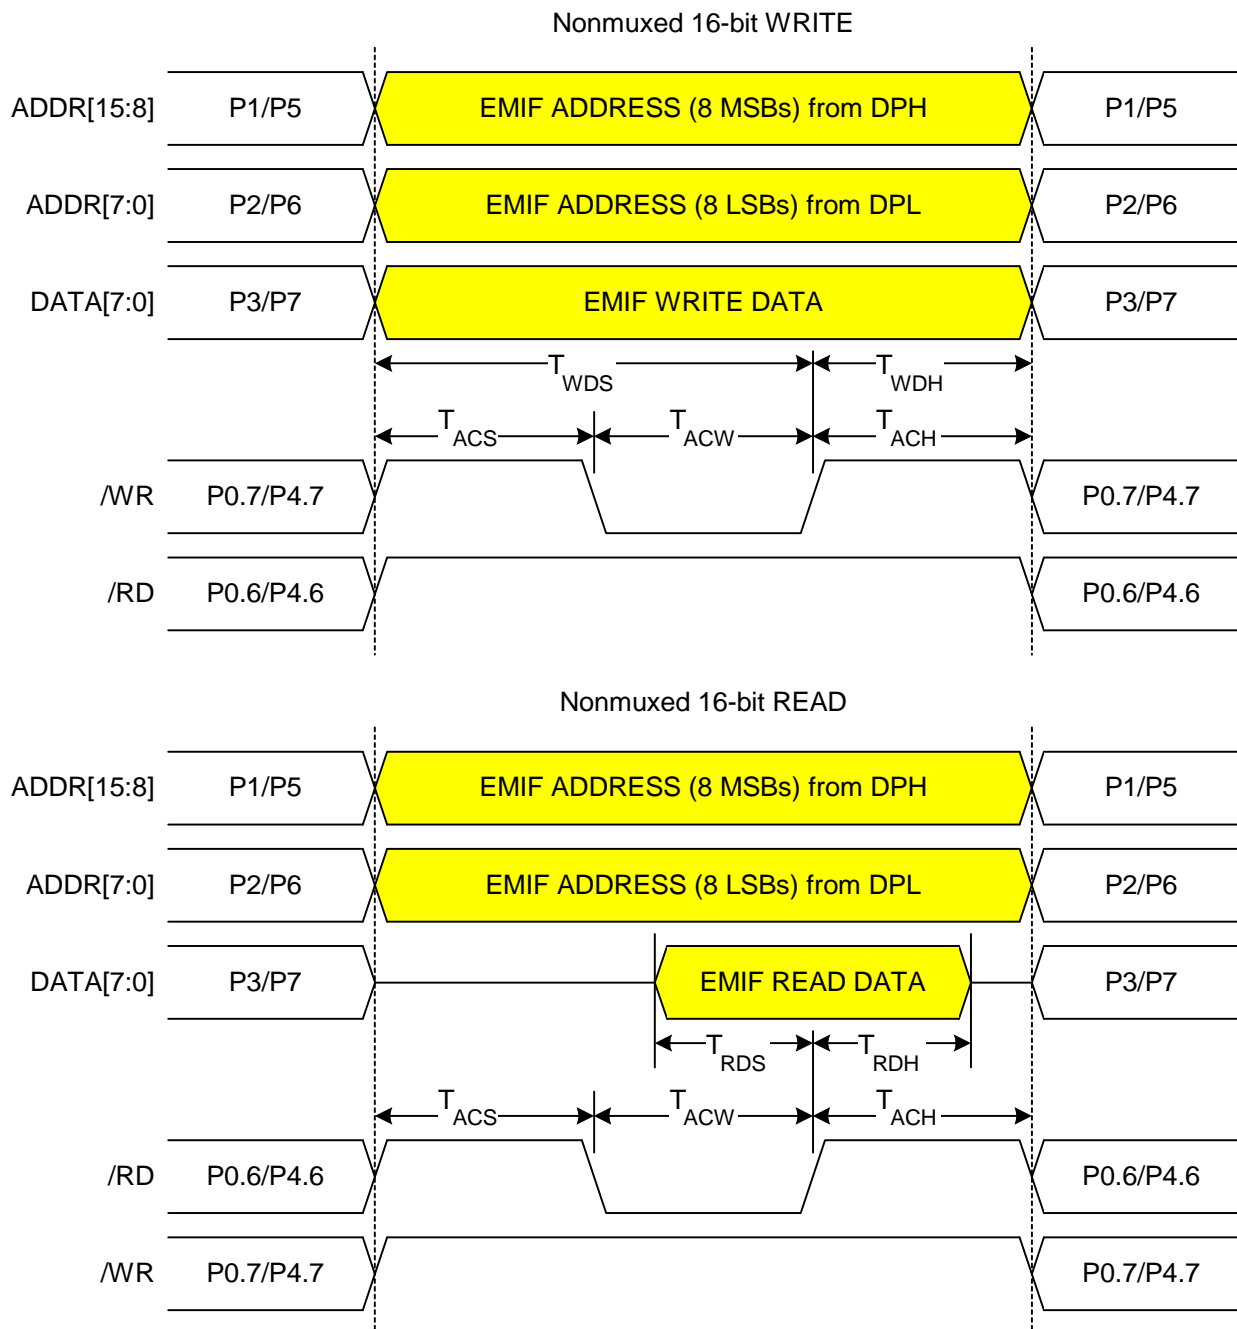 Nonmuxed 16-bit WRITE
ADDR[15:8] P1/P5 EMIF ADDRESS (8 MSBs) from DPH P1/P5
ADDR[7:0] P2/P6 EMIF ADDRESS (8 LSBs) from DPL P2/P6
DATA[7:0] P3/P7 EMIF WRITE DATA P3/P7
TWDS TWDH
TACS TACW TACH
/WR P0.7/P4.7 P0.7/P4.7
/RD P0.6/P4.6 P0.6/P4.6
Nonmuxed 16-bit READ
ADDR[15:8] P1/P5 EMIF ADDRESS (8 MSBs) from DPH P1/P5
ADDR[7:0] P2/P6 EMIF ADDRESS (8 LSBs) from DPL P2/P6
DATA[7:0] P3/P7 EMIF READ DATA P3/P7
TRDS TRDH
TACS TACW TACH
/RD P0.6/P4.6 P0.6/P4.6
/WR P0.7/P4.7 P0.7/P4.7